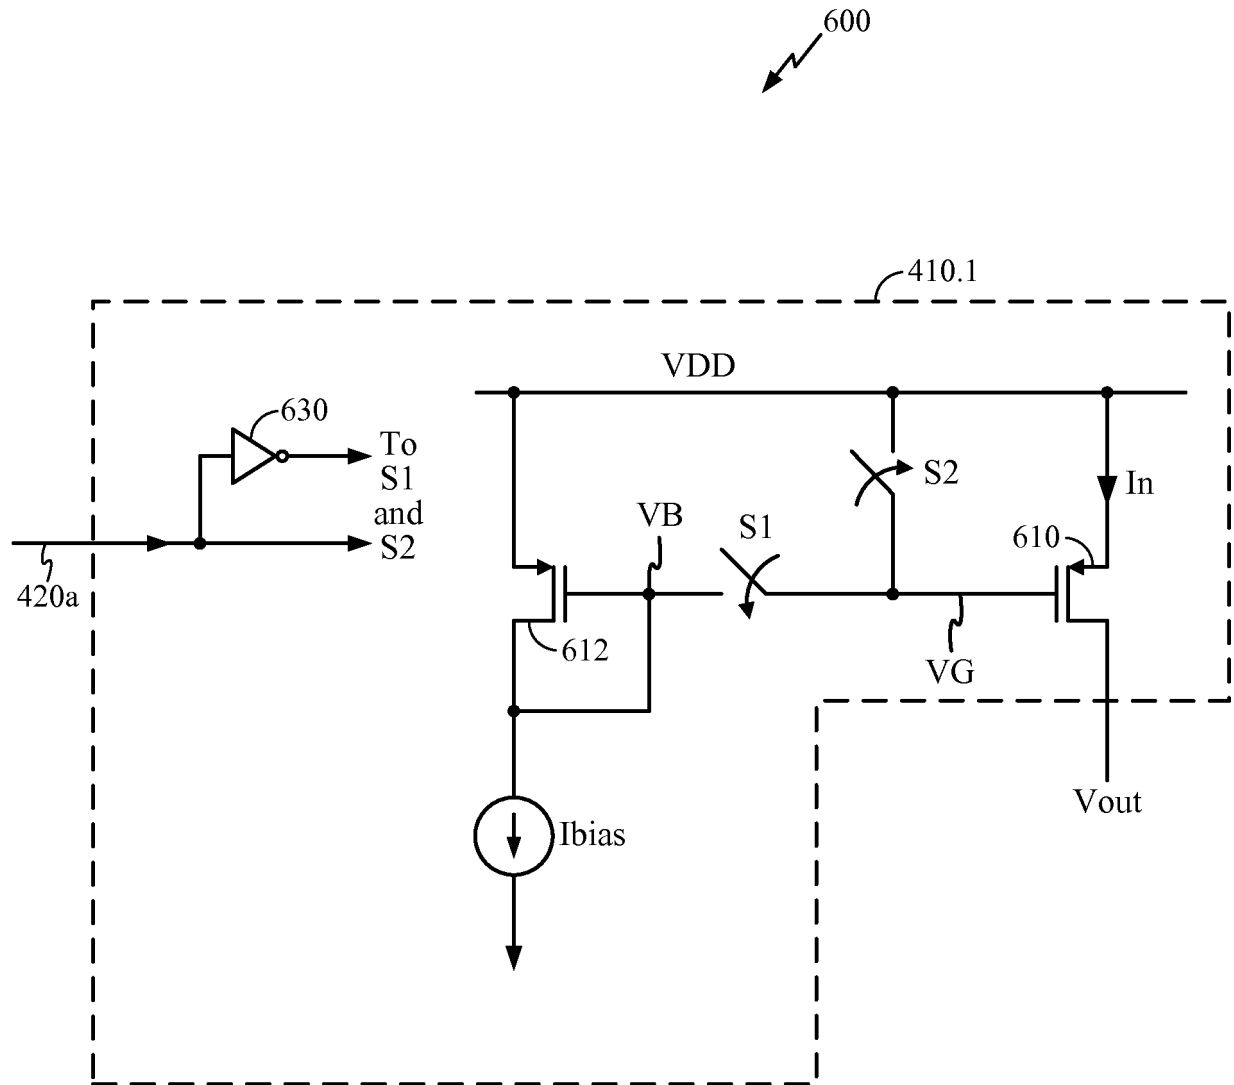 600
410.1
VDD
630
To
S1
and
S2
S2
In
VB
S1
610
420a
612
VG
Vout
Ibias